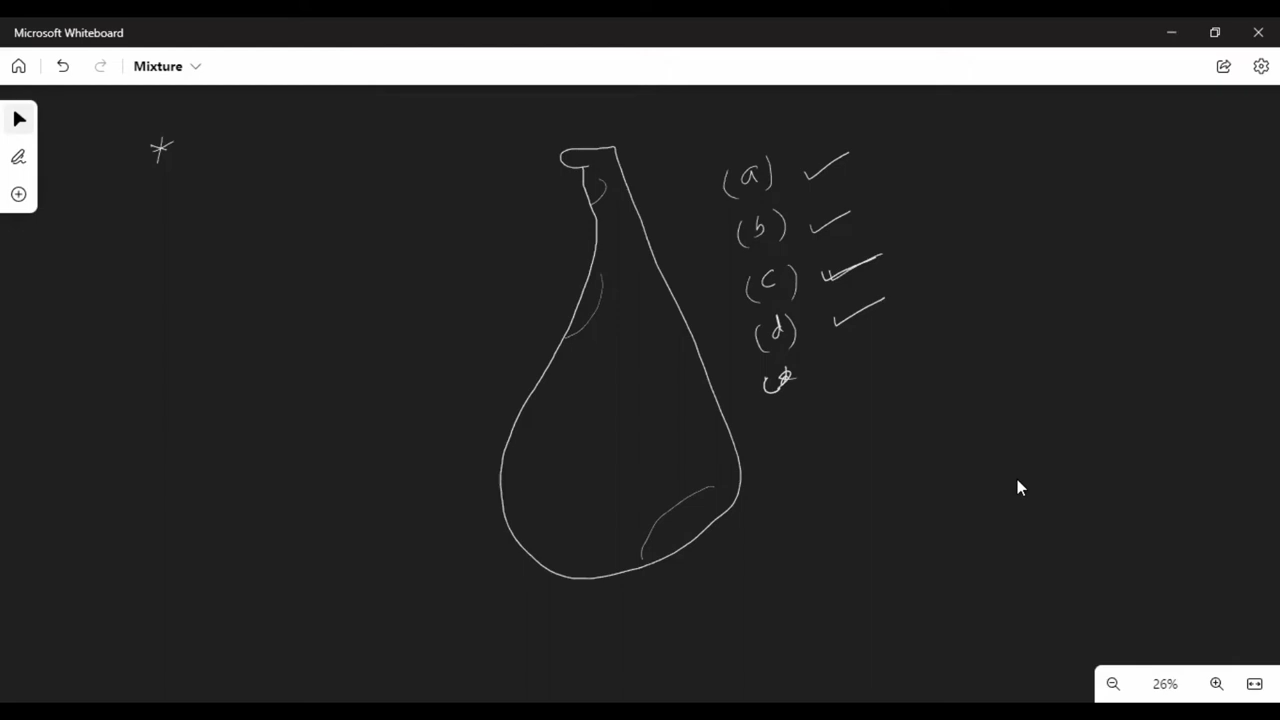 Microsoft Whiteboard
Mixture
*
(a) ✓
(b) ✓
(c) ✓
(d) ✓
26%